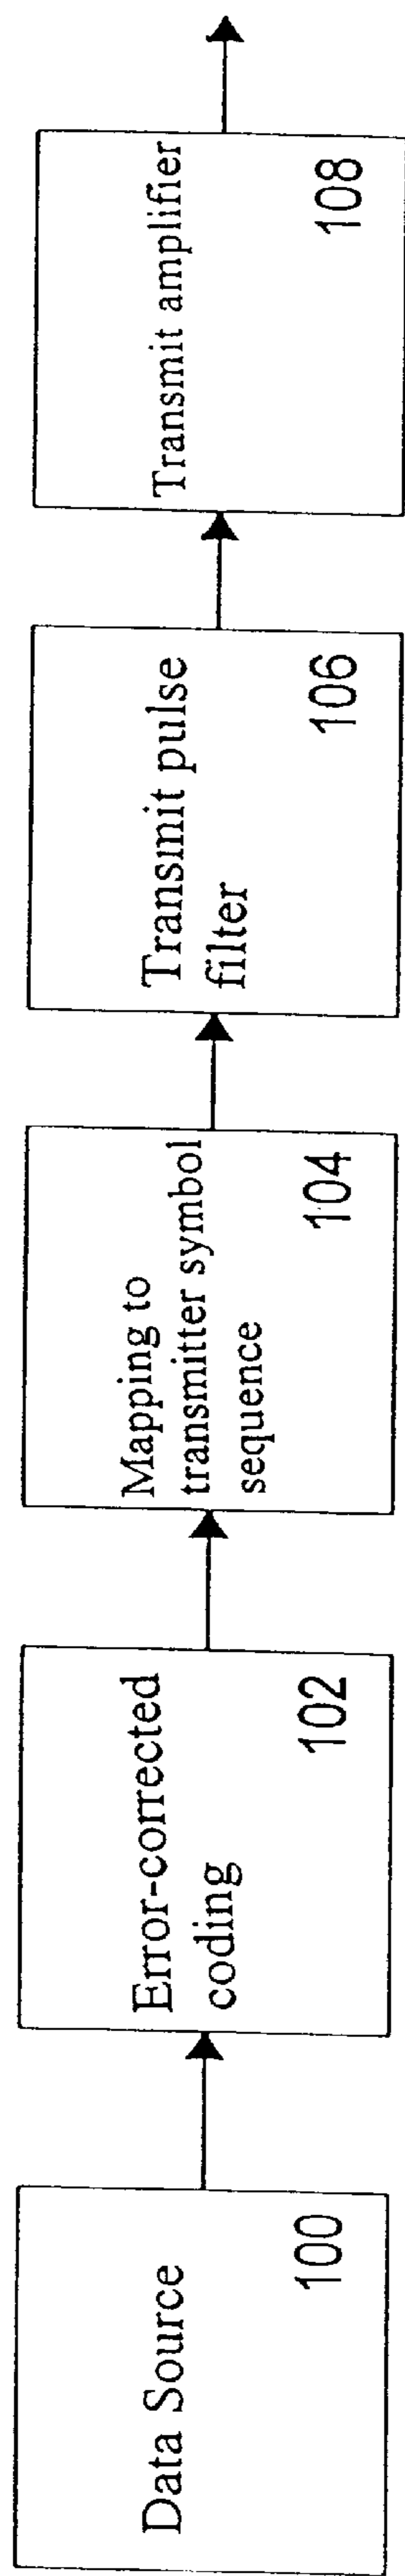 Data Source
100
Error-corrected
coding
102
Mapping to
transmitter symbol
sequence
104
Transmit pulse
filter
106
Transmit amplifier
108